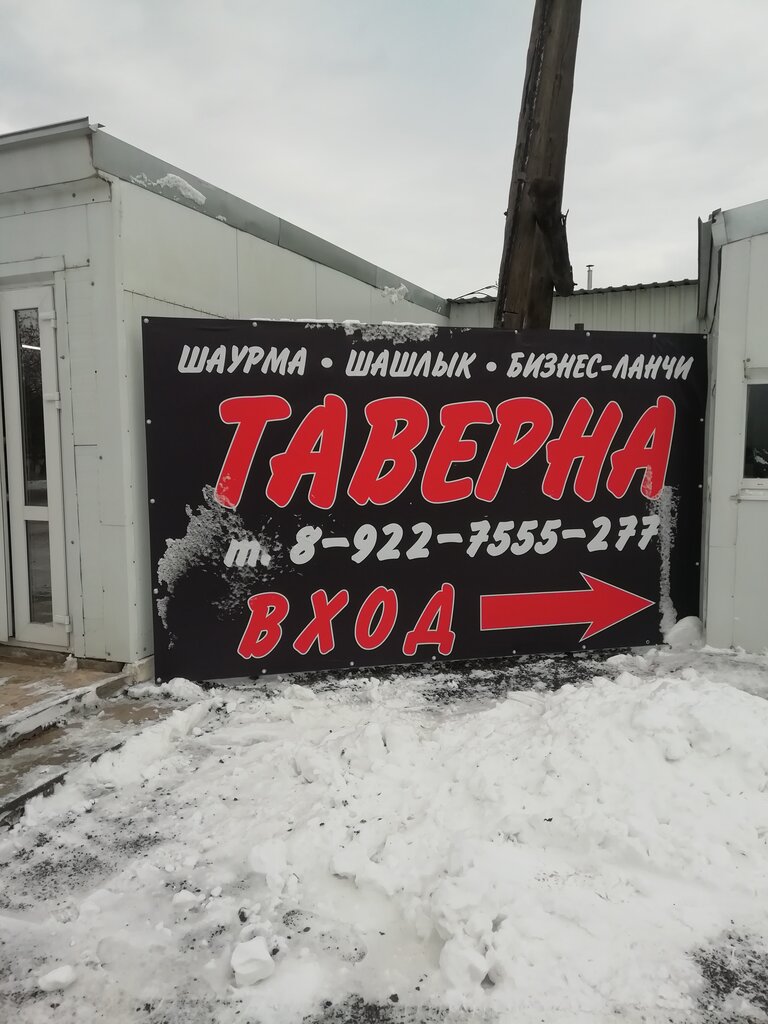 ШАУРМА • ШАШЛЫК • БИЗНЕС-ЛАНЧИ
ТАВЕРНА
т. 8-922-7555-277
ВХОД